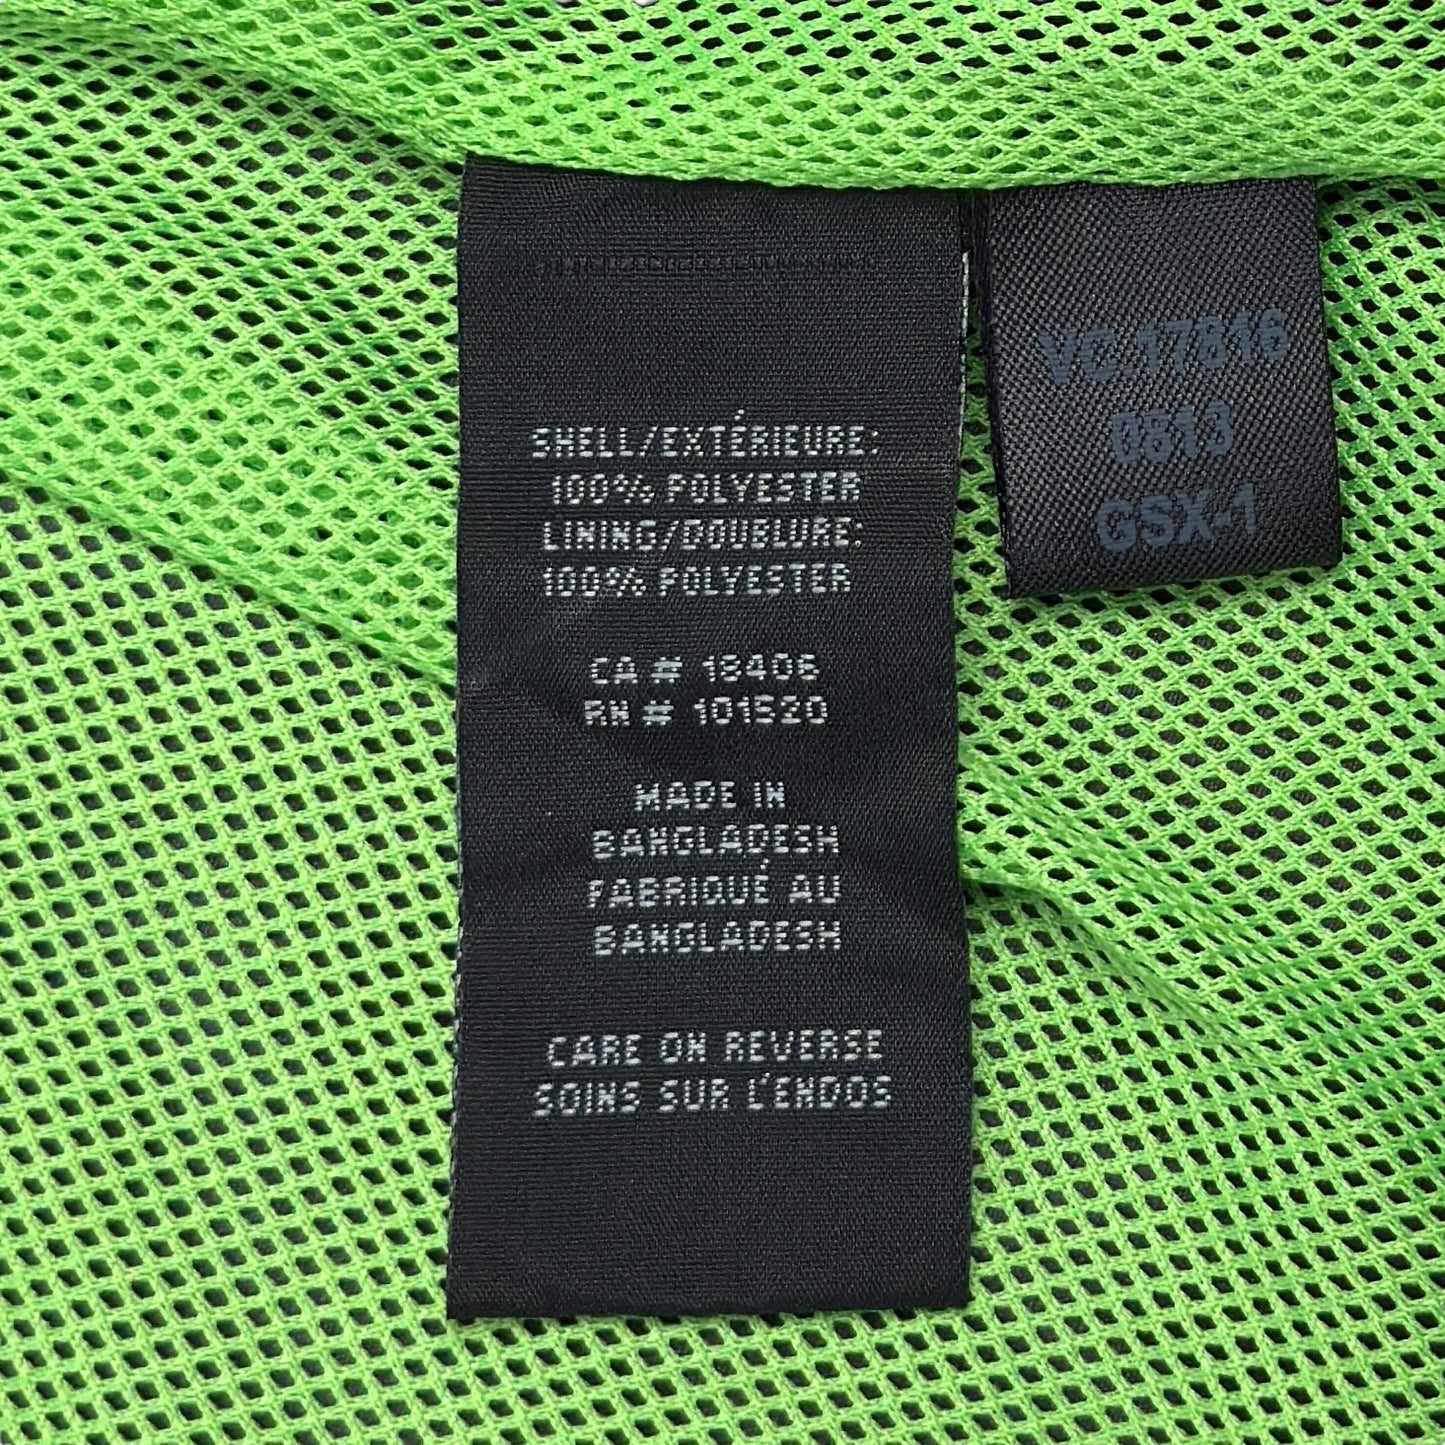 SHELL/EXTÉRIEURE:
100% POLYESTER
LINING/DOUBLURE:
100% POLYESTER
CA # 18406
RN # 101520
MADE IN
BANGLADESH
FABRIQUÉ AU
BANGLADESH
CARE ON REVERSE
SOINS SUR L'ENDOS
VC-17816
0813
GSX-1